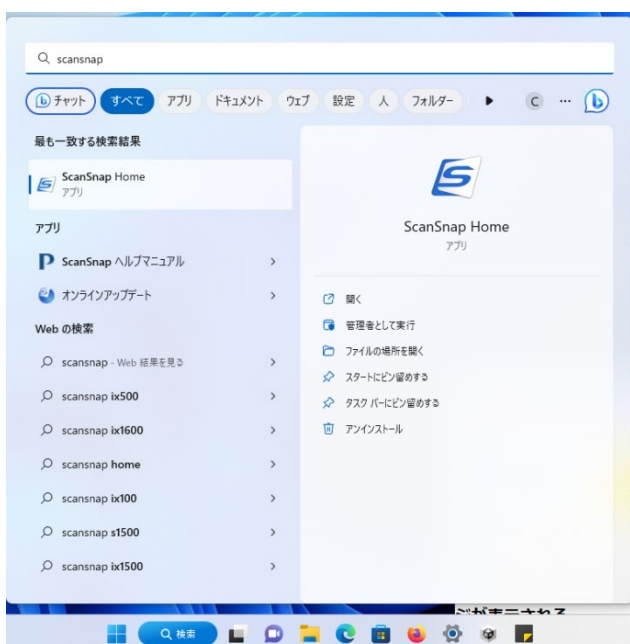 scansnap
チャット すべて アプリ ドキュメント ウェブ 設定 人 フォルダー C ...
最も一致する検索結果
ScanSnap Home
アプリ
アプリ
ScanSnap ヘルプマニュアル
オンラインアップデート
Web の検索
scansnap - Web 結果を見る
scansnap ix500
scansnap ix1600
scansnap home
scansnap ix100
scansnap s1500
scansnap ix1500
ScanSnap Home
アプリ
開く
管理者として実行
ファイルの場所を開く
スタートにピン留めする
タスク バーにピン留めする
アンインストール
ジが表示される
検索